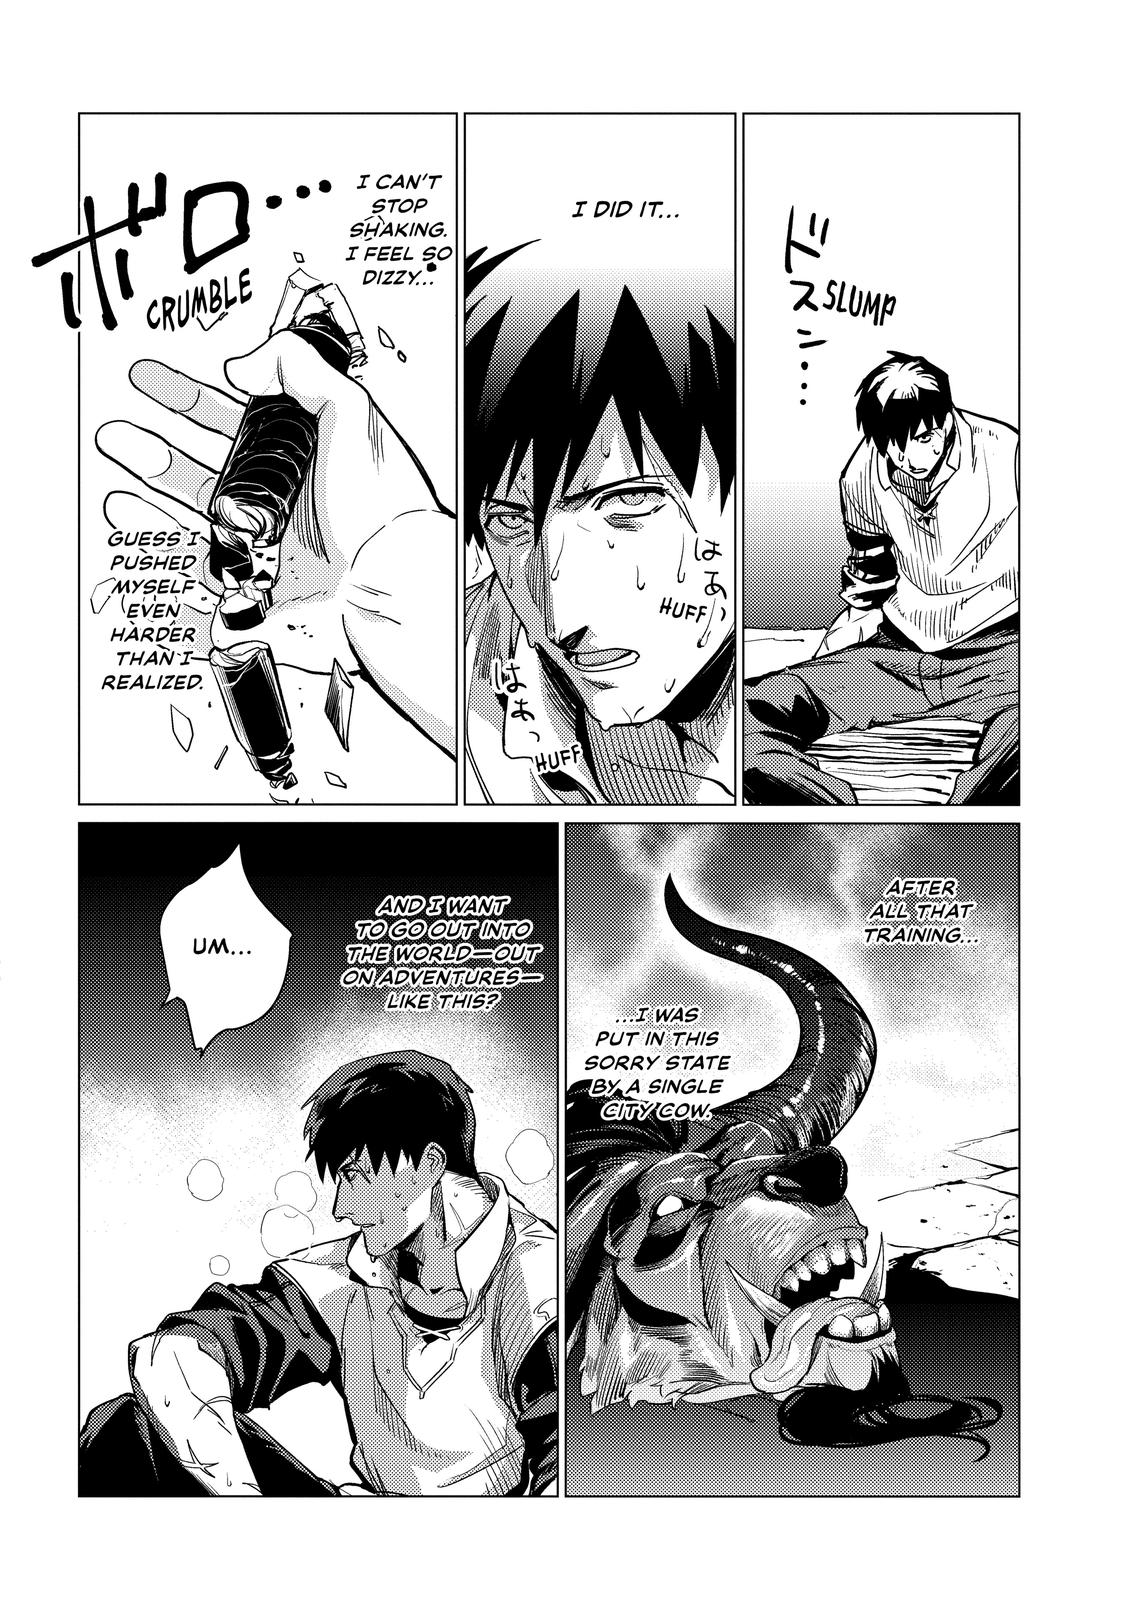 ドスン…
SLUMP
I DID IT...
はぁっ
HUFF
はぁっ
HUFF
I CAN'T
STOP
SHAKING.
I FEEL SO
DIZZY...
ボロ…
CRUMBLE
GUESS I
PUSHED
MYSELF
EVEN
HARDER
THAN I
REALIZED.
AFTER
ALL THAT
TRAINING...
...I WAS
PUT IN THIS
SORRY STATE
BY A SINGLE
CITY COW.
AND I WANT
TO GO OUT INTO
THE WORLD—OUT
ON ADVENTURES—
LIKE THIS?
UM...